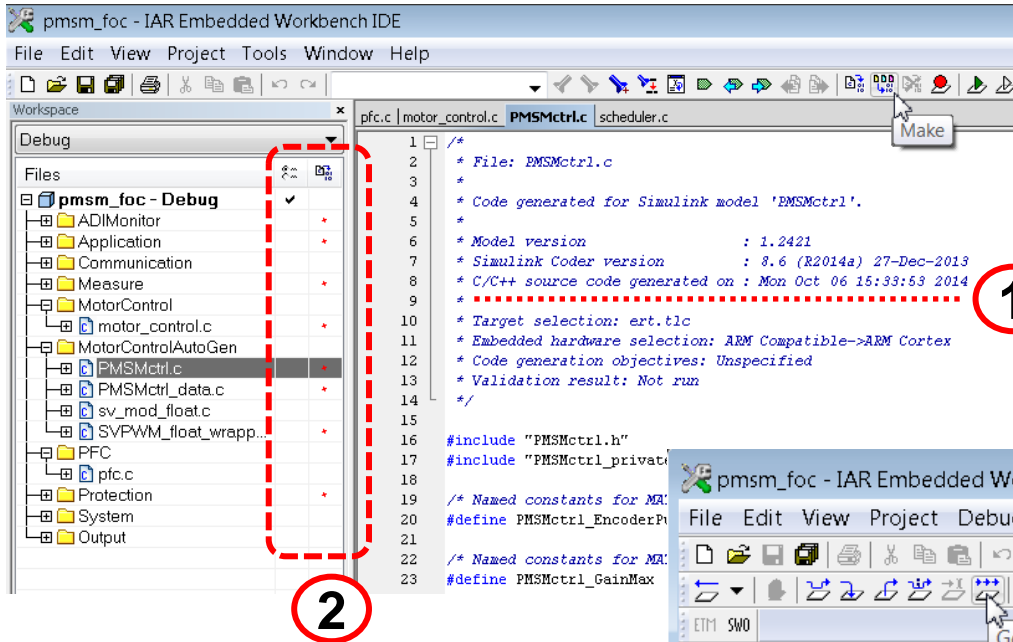 pmsm_foc - IAR Embedded Workbench IDE
File Edit View Project Tools Window Help
Workspace
Debug
Files
pmsm_foc - Debug
ADIMonitor
Application
Communication
Measure
MotorControl
motor_control.c
MotorControlAutoGen
PMSMctrl.c
PMSMctrl_data.c
sv_mod_float.c
SVPWM_float_wrapp...
PFC
pfc.c
Protection
System
Output
2
pfc.c motor_control.c PMSMctrl.c scheduler.c
Make
1 /*
2 * File: PMSMctrl.c
3 *
4 * Code generated for Simulink model 'PMSMctrl'.
5 *
6 * Model version : 1.2421
7 * Simulink Coder version : 8.6 (R2014a) 27-Dec-2013
8 * C/C++ source code generated on : Mon Oct 06 15:33:53 2014
9 *
10 * Target selection: ert.tlc
11 * Embedded hardware selection: ARM Compatible->ARM Cortex
12 * Code generation objectives: Unspecified
13 * Validation result: Not run
14 */
15
16 #include "PMSMctrl.h"
17 #include "PMSMctrl_private
18
19 /* Named constants for MA
20 #define PMSMctrl_EncoderPu
21
22 /* Named constants for MA
23 #define PMSMctrl_GainMax
1
pmsm_foc - IAR Embedded Wo
File Edit View Project Debu
ETM SWO